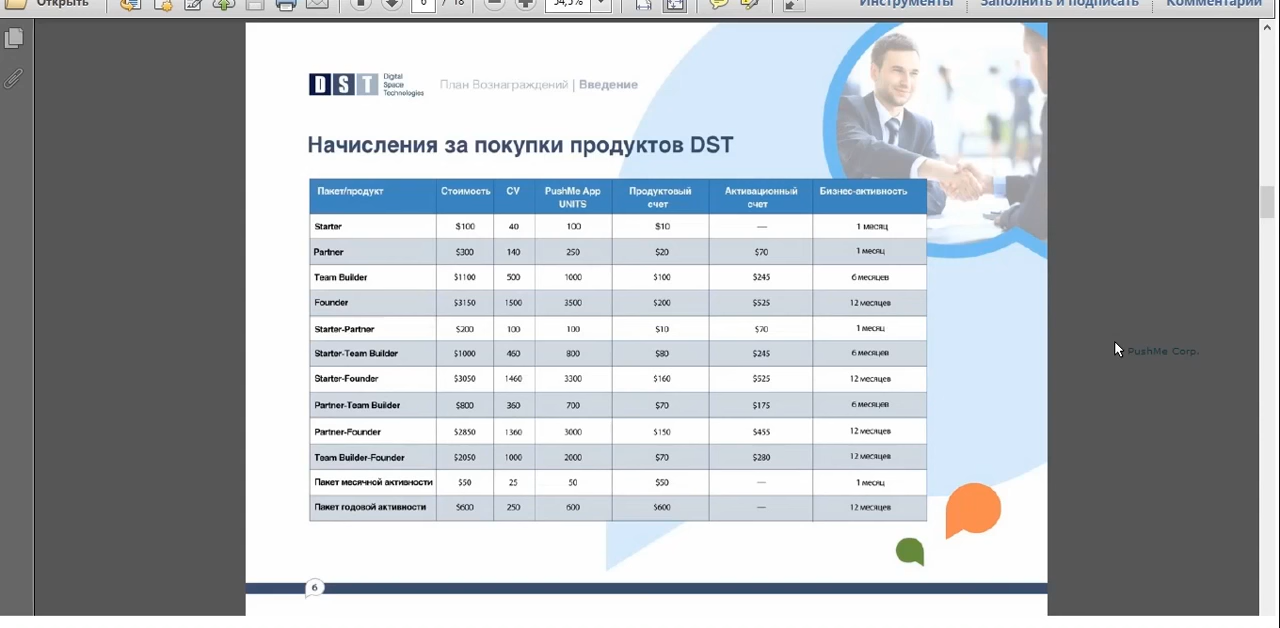 Открыть 6 / 18 54,5% Инструменты Заполнить и подписать Комментарии
DST Digital Space Technologies План Вознаграждений | Введение
Начисления за покупки продуктов DST
Пакет/продукт Стоимость CV PushMe App UNITS Продуктовый счет Активационный счет Бизнес-активность
Starter $100 40 100 $10 — 1 месяц
Partner $300 140 250 $20 $70 1 месяц
Team Builder $1100 500 1000 $100 $245 6 месяцев
Founder $3150 1500 3500 $200 $525 12 месяцев
Starter-Partner $200 100 100 $10 $70 1 месяц
Starter-Team Builder $1000 460 800 $80 $245 6 месяцев
Starter-Founder $3050 1460 3300 $160 $525 12 месяцев
Partner-Team Builder $800 360 700 $70 $175 6 месяцев
Partner-Founder $2850 1360 3000 $150 $455 12 месяцев
Team Builder-Founder $2050 1000 2000 $70 $280 12 месяцев
Пакет месячной активности $50 25 50 $50 — 1 месяц
Пакет годовой активности $600 250 600 $600 — 12 месяцев
PushMe Corp.
6